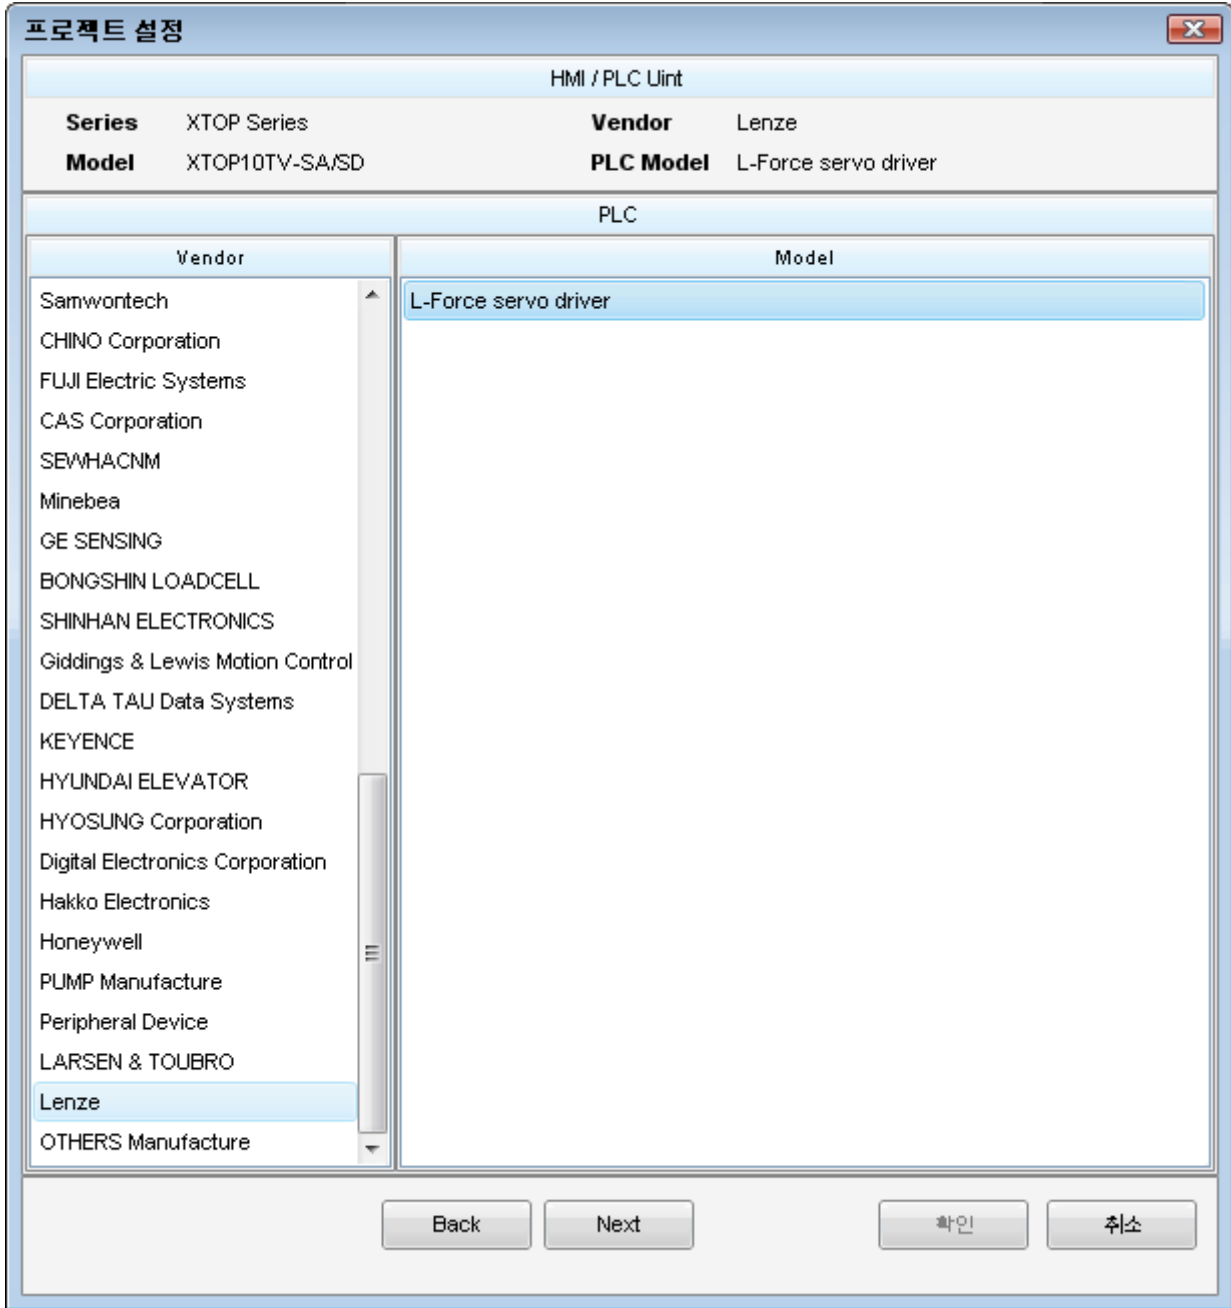 프로젝트 설정
HMI / PLC Uint
Series XTOP Series Vendor Lenze
Model XTOP10TV-SA/SD PLC Model L-Force servo driver
PLC
Vendor Model
Samwontech L-Force servo driver
CHINO Corporation
FUJI Electric Systems
CAS Corporation
SEWHACNM
Minebea
GE SENSING
BONGSHIN LOADCELL
SHINHAN ELECTRONICS
Giddings & Lewis Motion Control
DELTA TAU Data Systems
KEYENCE
HYUNDAI ELEVATOR
HYOSUNG Corporation
Digital Electronics Corporation
Hakko Electronics
Honeywell
PUMP Manufacture
Peripheral Device
LARSEN & TOUBRO
Lenze
OTHERS Manufacture
Back Next 확인 취소